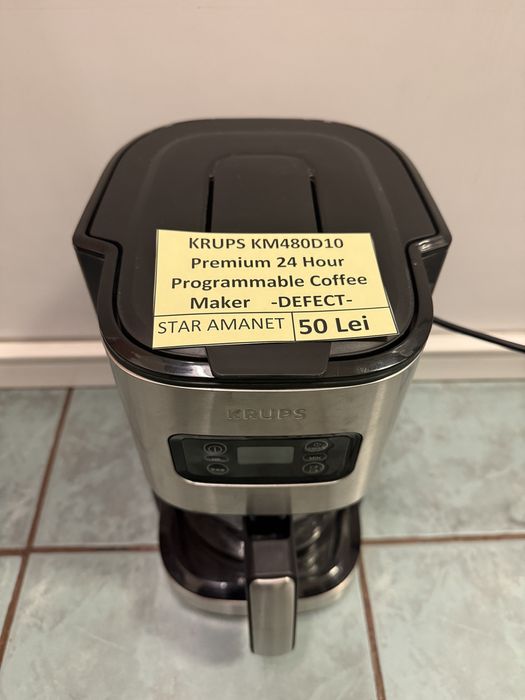 KRUPS KM480D10
Premium 24 Hour
Programmable Coffee
Maker -DEFECT-
STAR AMANET 50 Lei
KRUPS